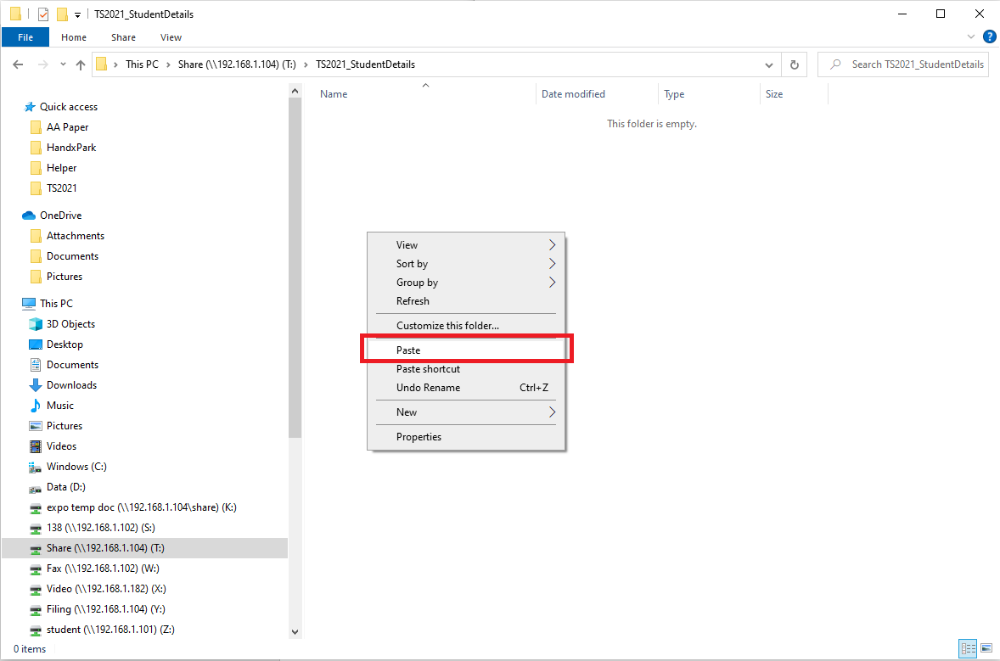 TS2021_StudentDetails
File Home Share View
This PC Share (\\192.168.1.104) (T:) TS2021_StudentDetails Search TS2021_StudentDetails
Name Date modified Type Size
This folder is empty.
Quick access
AA Paper
HandxPark
Helper
TS2021
OneDrive
Attachments
Documents
Pictures
This PC
3D Objects
Desktop
Documents
Downloads
Music
Pictures
Videos
Windows (C:)
Data (D:)
expo temp doc (\\192.168.1.104\share) (K:)
138 (\\192.168.1.102) (S:)
Share (\\192.168.1.104) (T:)
Fax (\\192.168.1.102) (W:)
Video (\\192.168.1.182) (X:)
Filing (\\192.168.1.104) (Y:)
student (\\192.168.1.101) (Z:)
View
Sort by
Group by
Refresh
Customize this folder...
Paste
Paste shortcut
Undo Rename Ctrl+Z
New
Properties
0 items